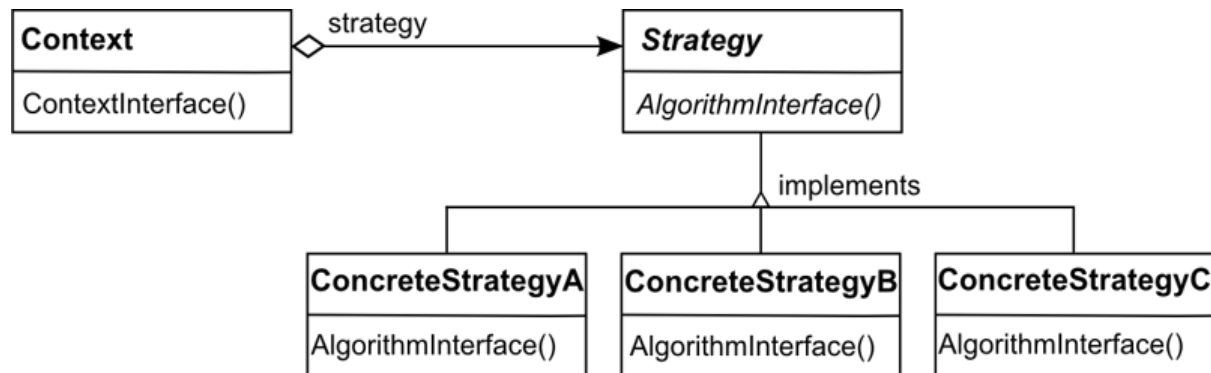 Context
ContextInterface()
strategy
Strategy
AlgorithmInterface()
implements
ConcreteStrategyA
AlgorithmInterface()
ConcreteStrategyB
AlgorithmInterface()
ConcreteStrategyC
AlgorithmInterface()